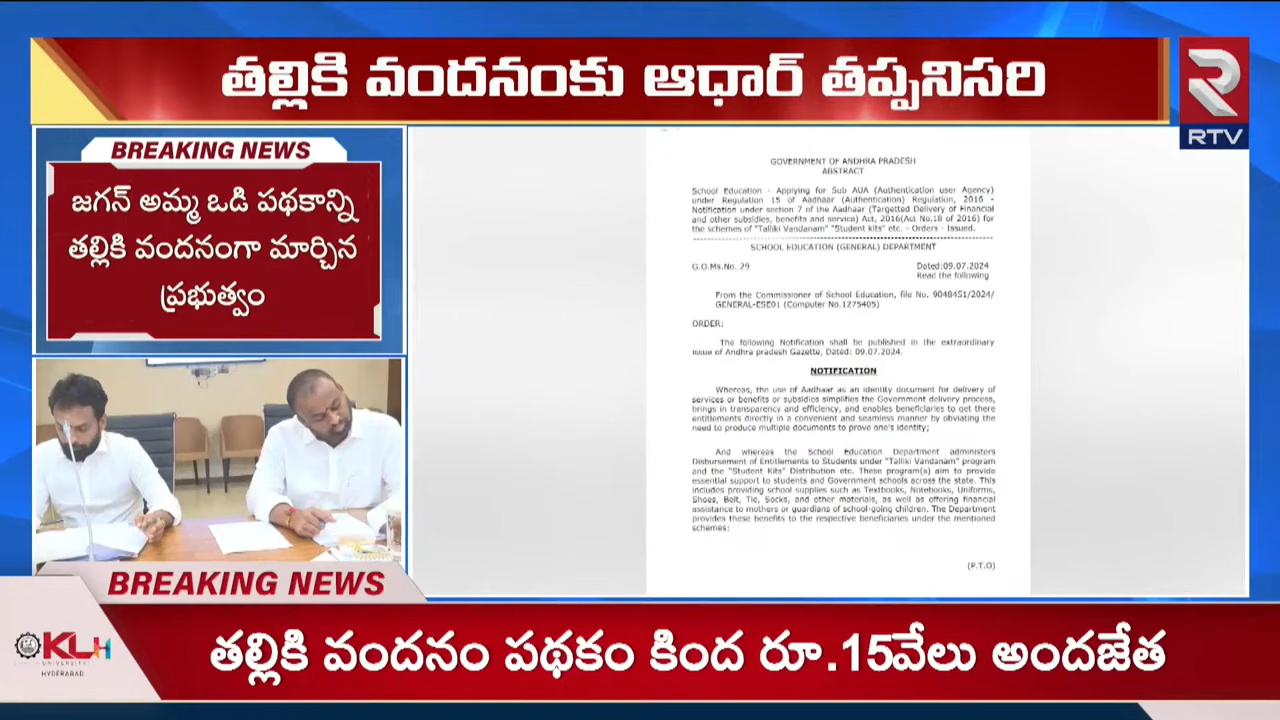 తల్లికి వందనంకు ఆధార్ తప్పనిసరి
RTV
BREAKING NEWS
జగన్ అమ్మ ఒడి పథకాన్ని
తల్లికి వందనంగా మార్చిన
ప్రభుత్వం
GOVERNMENT OF ANDHRA PRADESH
ABSTRACT
School Education - Applying for Sub AUA (Authentication user Agency)
under Regulation 15 of Aadhaar (Authentication) Regulation, 2016 -
Notification under section 7 of the Aadhaar (Targetted Delivery of Financial
and other subsidies, benefits and service) Act, 2016(Act No.18 of 2016) for
the schemes of "Talliki Vandanam" "Student kits" etc. - Orders - Issued.
SCHOOL EDUCATION (GENERAL) DEPARTMENT
G.O.Ms.No. 29
Dated:09.07.2024
Read the following
From the Commissioner of School Education, file No. 9048451/2024/
GENERAL-ESE01 (Computer No.1275405)
ORDER:
The following Notification shall be published in the extraordinary
issue of Andhra pradesh Gazette, Dated: 09.07.2024.
NOTIFICATION
Whereas, the use of Aadhaar as an identity document for delivery of
services or benefits or subsidies simplifies the Government delivery process,
brings in transparency and efficiency, and enables beneficiaries to get there
entitlements directly in a convenient and seamless manner by obviating the
need to produce multiple documents to prove one's identity;
And whereas the School Education Department administers
Disbursement of Entitlements to Students under "Talliki Vandanam" program
and the "Student Kits" Distribution etc. These program(s) aim to provide
essential support to students and Government schools across the state. This
includes providing school supplies such as Textbooks, Notebooks, Uniforms,
Shoes, Belt, Tie, Socks, and other materials, as well as offering financial
assistance to mothers or guardians of school-going children. The Department
provides these benefits to the respective beneficiaries under the mentioned
schemes:
(P.T.O)
BREAKING NEWS
తల్లికి వందనం పథకం కింద రూ.15వేలు అందజేత
KLH
UNIVERSITY
HYDERABAD